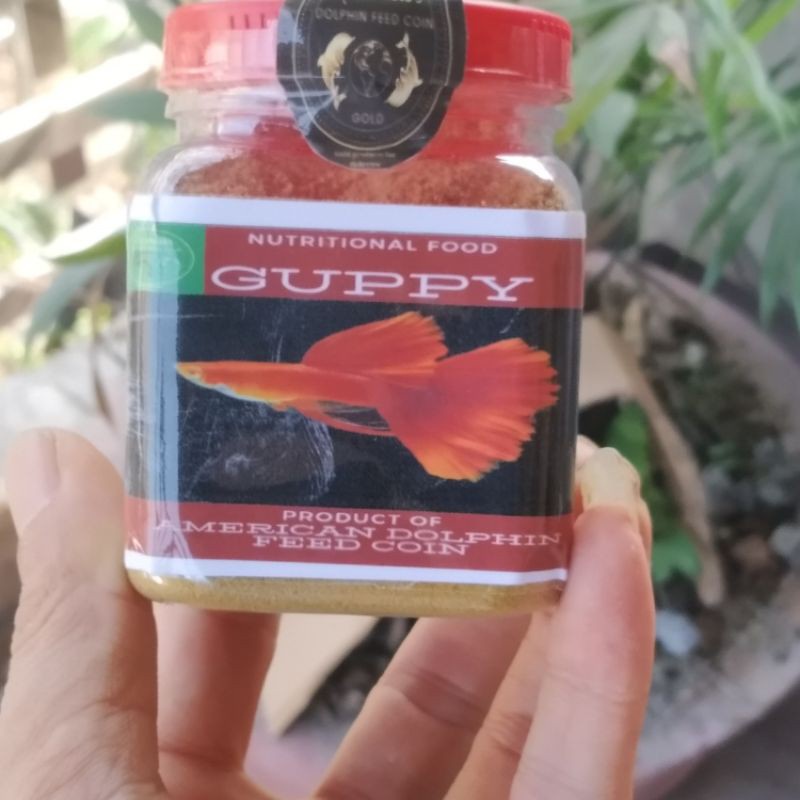 DOLPHIN FEED COIN
GOLD
NUTRITIONAL FOOD
GUPPY
PRODUCT OF
AMERICAN DOLPHIN
FEED COIN